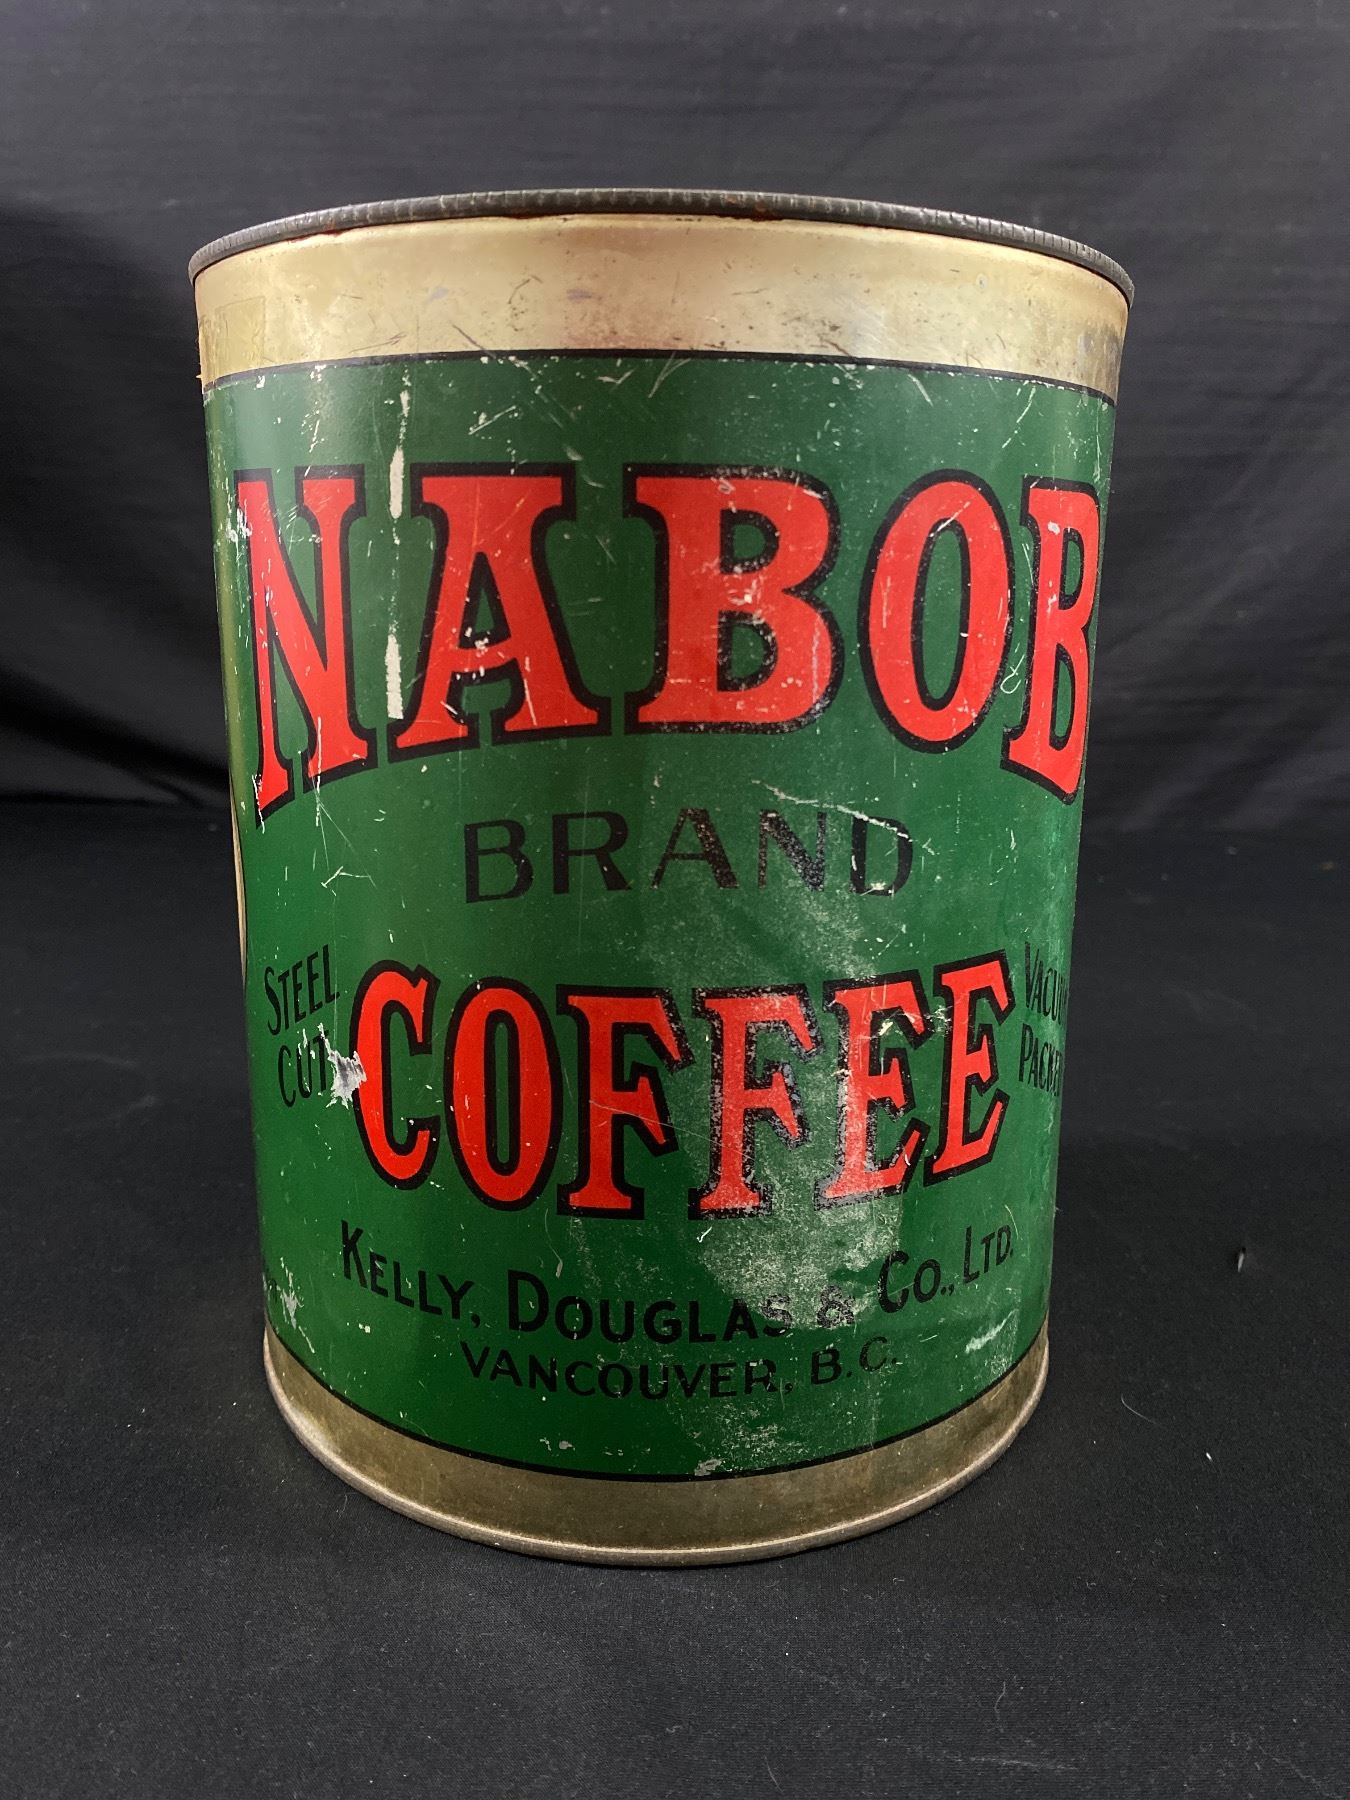 NABOB
BRAND
STEEL CUT
COFFEE
KELLY, DOUGLAS & CO., LTD.
VANCOUVER, B.C.